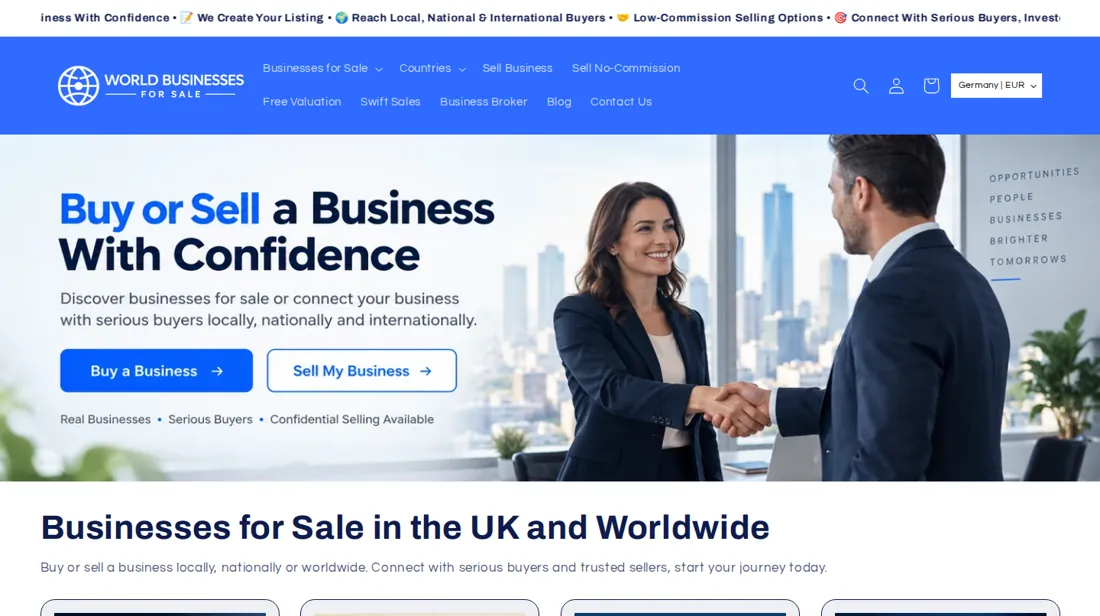 iness With Confidence • 📝 We Create Your Listing • 🌍 Reach Local, National & International Buyers • 🤝 Low-Commission Selling Options • 🎯 Connect With Serious Buyers, Invest
WORLD BUSINESSES
FOR SALE
Businesses for Sale Countries Sell Business Sell No-Commission
Free Valuation Swift Sales Business Broker Blog Contact Us
Germany | EUR
Buy or Sell a Business
With Confidence
Discover businesses for sale or connect your business
with serious buyers locally, nationally and internationally.
Buy a Business → Sell My Business →
Real Businesses • Serious Buyers • Confidential Selling Available
OPPORTUNITIES
PEOPLE
BUSINESSES
BRIGHTER
TOMORROWS
Businesses for Sale in the UK and Worldwide
Buy or sell a business locally, nationally or worldwide. Connect with serious buyers and trusted sellers, start your journey today.